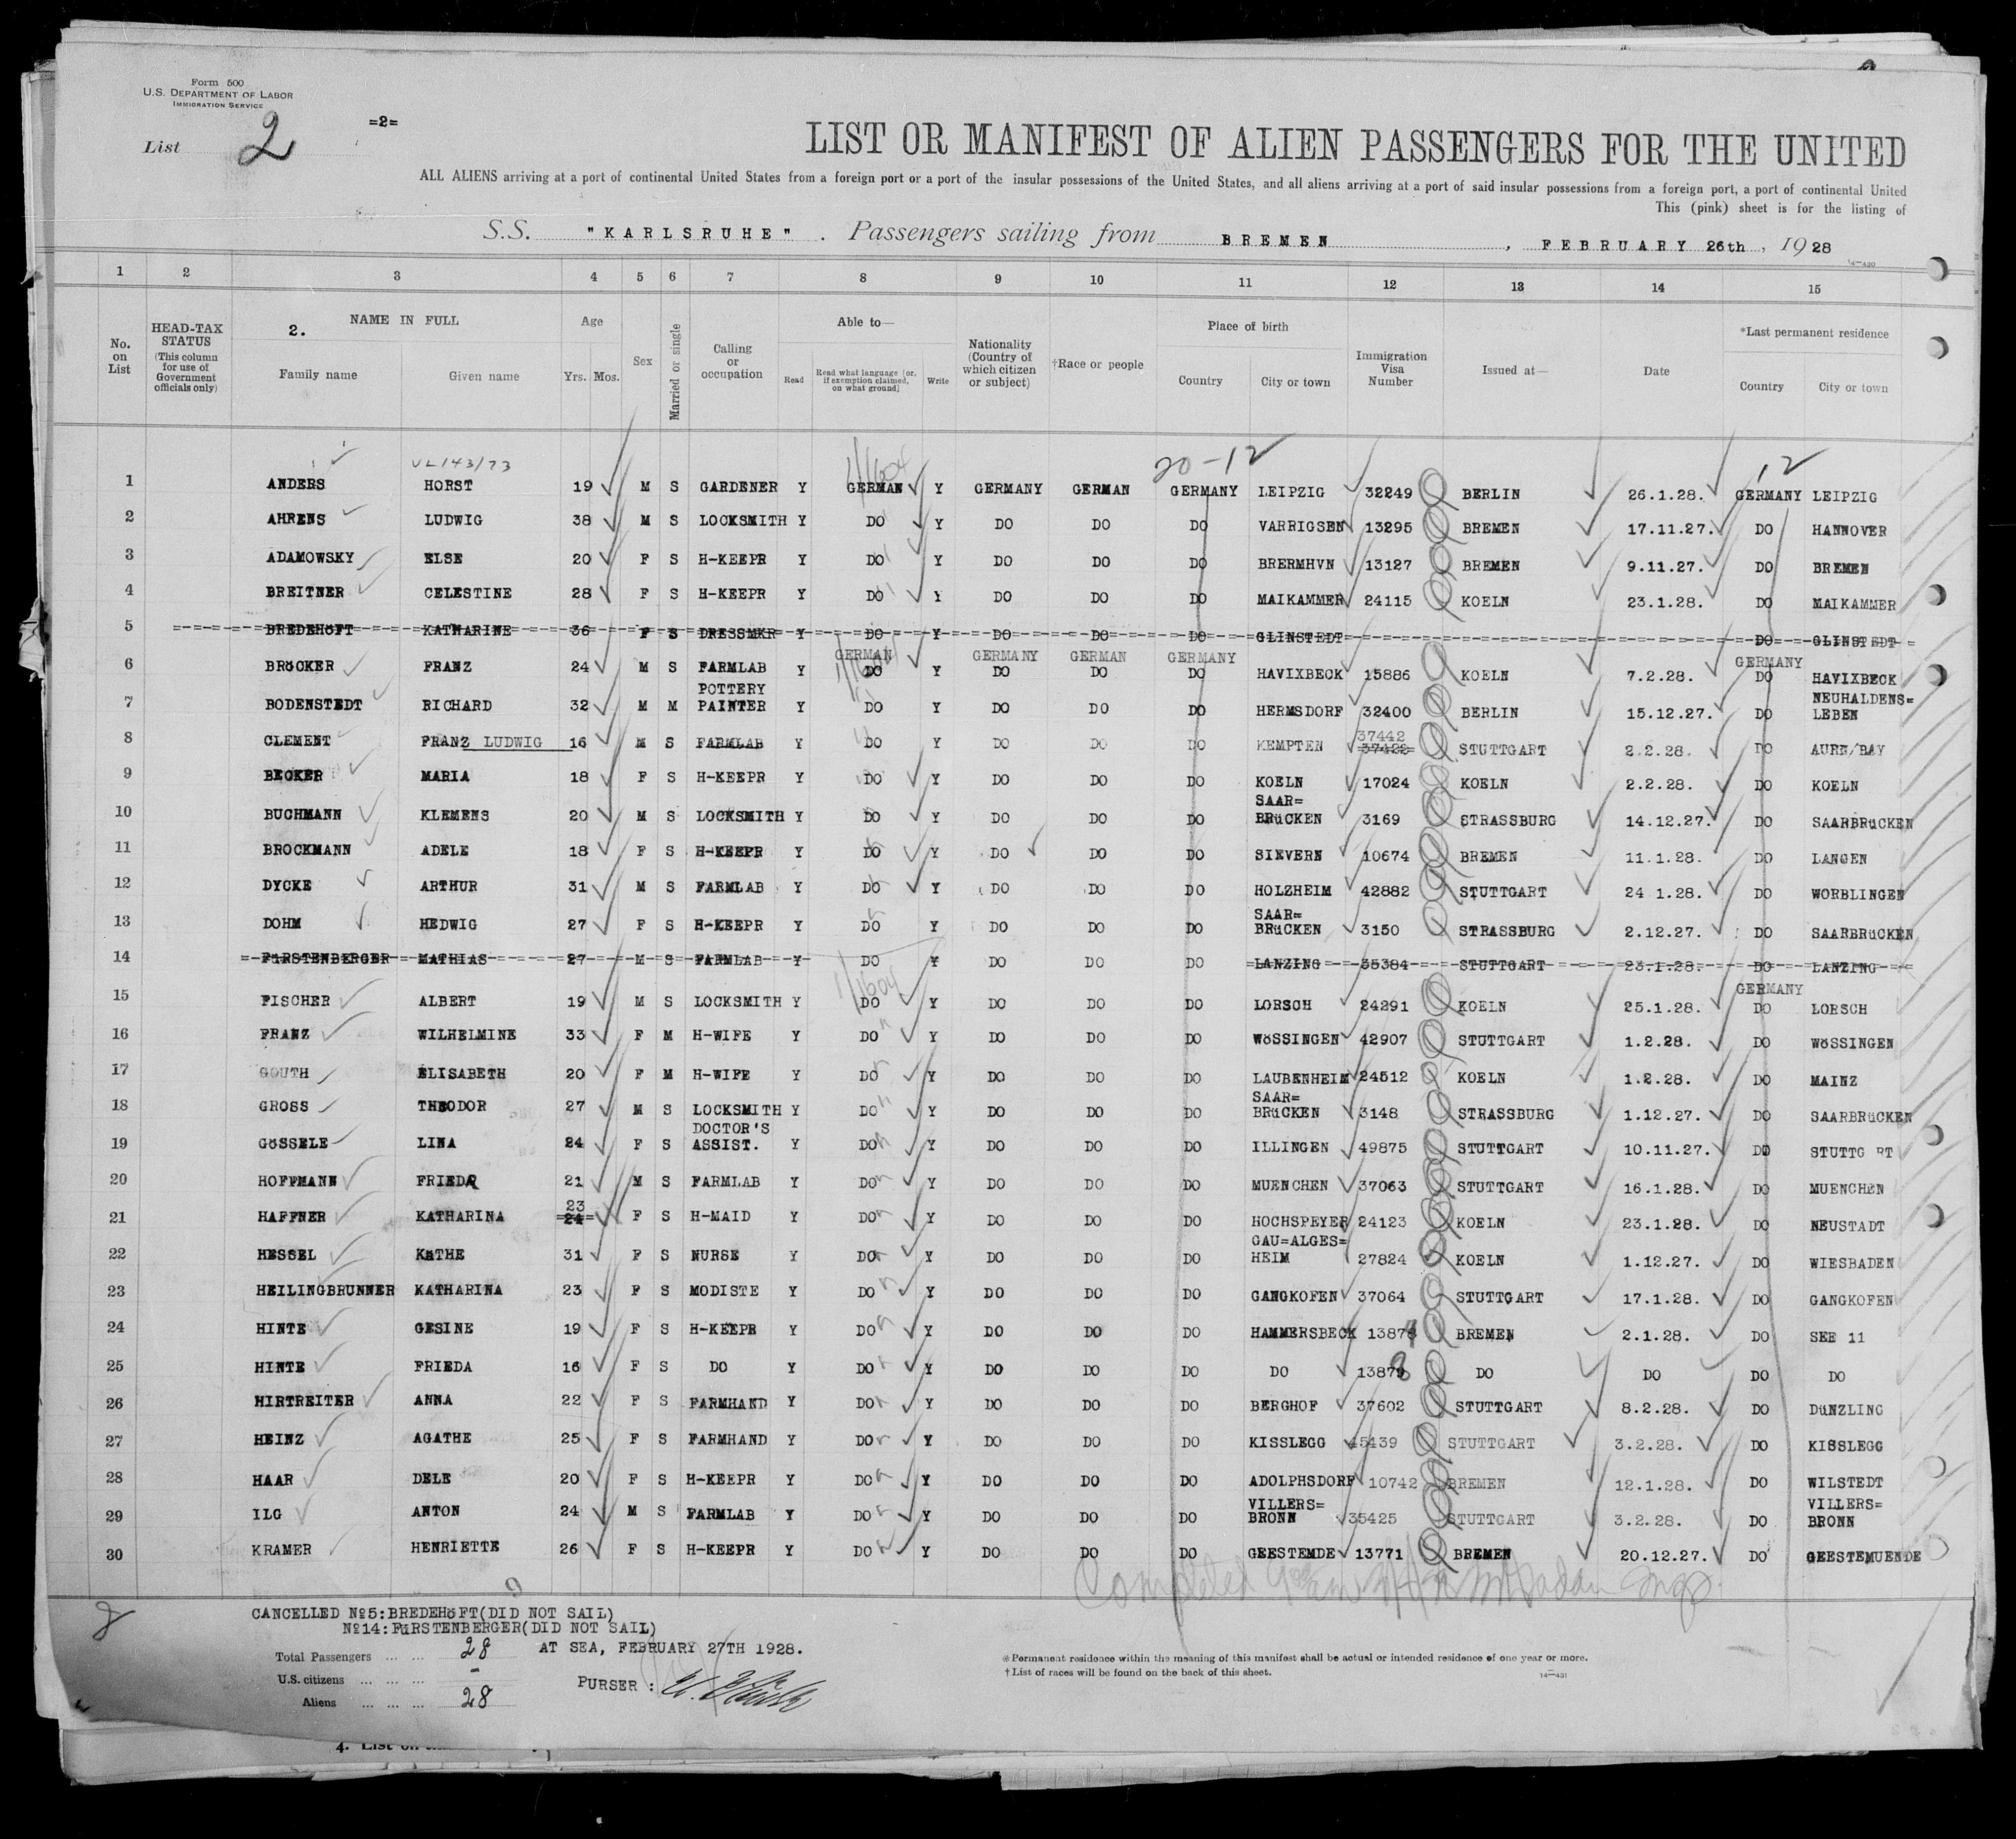 Form 500
U.S. DEPARTMENT OF LABOR
IMMIGRATION SERVICE
List 2 =2=
LIST OR MANIFEST OF ALIEN PASSENGERS FOR THE UNITED
ALL ALIENS arriving at a port of continental United States from a foreign port or a port of the insular possessions of the United States, and all aliens arriving at a port of said insular possessions from a foreign port, a port of continental United
This (pink) sheet is for the listing of
S.S. "KARLSRUHE". Passengers sailing from BREMEN, FEBRUARY 26th, 1928
14—430
1 2 3 4 5 6 7 8 9 10 11 12 13 14 15
No. on List
HEAD-TAX STATUS (This column for use of Government officials only)
2. NAME IN FULL
Family name Given name
Age
Yrs. Mos.
Sex
Married or single
Calling or occupation
Able to—
Read Read what language [or, if exemption claimed, on what ground] Write
Nationality (Country of which citizen or subject)
†Race or people
Place of birth
Country City or town
Immigration Visa Number
Issued at—
Date
*Last permanent residence
Country City or town
VL143/73 20-12 12
1 ANDERS HORST 19 M S GARDENER Y GERMAN Y GERMANY GERMAN GERMANY LEIPZIG 32249 BERLIN 26.1.28. GERMANY LEIPZIG
2 AHRENS LUDWIG 38 M S LOCKSMITH Y DO Y DO DO DO VARRIGSEN 13295 BREMEN 17.11.27. DO HANNOVER
3 ADAMOWSKY ELSE 20 F S H-KEEPR Y DO Y DO DO DO BRERMHVN 13127 BREMEN 9.11.27. DO BREMEN
4 BREITNER CELESTINE 28 F S H-KEEPR Y DO Y DO DO DO MAIKAMMER 24115 KOELN 23.1.28. DO MAIKAMMER
5 BREDEHöFT KATHARINE 36 F S DRESSMKR Y DO Y DO DO DO GLINSTEDT DO GLINSTEDT
GERMAN GERMANY GERMAN GERMANY GERMANY
6 BRöCKER FRANZ 24 M S FARMLAB Y DO Y DO DO DO HAVIXBECK 15886 KOELN 7.2.28. DO HAVIXBECK
7 BODENSTEDT RICHARD 32 M M POTTERY PAINTER Y DO Y DO DO DO HERMSDORF 32400 BERLIN 15.12.27. DO NEUHALDENS=LEBEN
8 CLEMENT FRANZ LUDWIG 16 M S FARMLAB Y DO Y DO DO DO KEMPTEN 37442 37422 STUTTGART 2.2.28. DO AURN/BAY
9 BECKER MARIA 18 F S H-KEEPR Y DO Y DO DO DO KOELN 17024 KOELN 2.2.28. DO KOELN
10 BUCHMANN KLEMENS 20 M S LOCKSMITH Y DO Y DO DO DO SAAR=BRüCKEN 3169 STRASSBURG 14.12.27. DO SAARBRüCKEN
11 BROCKMANN ADELE 18 F S H-KEEPR Y DO Y DO DO DO SIEVERN 10674 BREMEN 11.1.28. DO LANGEN
12 DYCKE ARTHUR 31 M S FARMLAB Y DO Y DO DO DO HOLZHEIM 42882 STUTTGART 24 1.28. DO WORBLINGEN
13 DOHM HEDWIG 27 F S H-KEEPR Y DO Y DO DO DO SAAR=BRüCKEN 3150 STRASSBURG 2.12.27. DO SAARBRüCKEN
14 FüRSTENBERGER MATHIAS 27 M S FARMLAB Y DO Y DO DO DO LANZING 35384 STUTTGART 23.1.28. DO LANZING
GERMANY
15 FISCHER ALBERT 19 M S LOCKSMITH Y DO Y DO DO DO LORSCH 24291 KOELN 25.1.28. DO LORSCH
16 FRANZ WILHELMINE 33 F M H-WIFE Y DO Y DO DO DO WöSSINGEN 42907 STUTTGART 1.2.28. DO WöSSINGEN
17 GOUTH ELISABETH 20 F M H-WIFE Y DO Y DO DO DO LAUBENHEIM 24512 KOELN 1.2.28. DO MAINZ
18 GROSS THEODOR 27 M S LOCKSMITH Y DO Y DO DO DO SAAR=BRüCKEN 3148 STRASSBURG 1.12.27. DO SAARBRüCKEN
19 GöSSELE LINA 24 F S DOCTOR'S ASSIST. Y DO Y DO DO DO ILLINGEN 49875 STUTTGART 10.11.27. DO STUTTG RT
20 HOFFMANN FRIEDR 21 M S FARMLAB Y DO Y DO DO DO MUENCHEN 37063 STUTTGART 16.1.28. DO MUENCHEN
21 HAFFNER KATHARINA 23 24 F S H-MAID Y DO Y DO DO DO HOCHSPEYER 24123 KOELN 23.1.28. DO NEUSTADT
22 HESSEL KäTHE 31 F S NURSE Y DO Y DO DO DO GAU=ALGES=HEIM 27824 KOELN 1.12.27. DO WIESBADEN
23 HEILINGBRUNNER KATHARINA 23 F S MODISTE Y DO Y DO DO DO GANGKOFEN 37064 STUTTGART 17.1.28. DO GANGKOFEN
24 HINTE GESINE 19 F S H-KEEPR Y DO Y DO DO DO HAMMERSBECK BREMEN 2.1.28. DO SEE 11
25 HINTE FRIEDA 16 F S DO Y DO Y DO DO DO DO DO DO DO DO
26 HIRTREITER ANNA 22 F S FARMHAND Y DO Y DO DO DO BERGHOF 37602 STUTTGART 8.2.28. DO DüNZLING
27 HEINZ AGATHE 25 F S FARMHAND Y DO Y DO DO DO KISSLEGG 45439 STUTTGART 3.2.28. DO KISSLEGG
28 HAAR DELE 20 F S H-KEEPR Y DO Y DO DO DO ADOLPHSDORF 10742 BREMEN 12.1.28. DO WILSTEDT
29 ILG ANTON 24 M S FARMLAB Y DO Y DO DO DO VILLERS=BRONN 35425 STUTTGART 3.2.28. DO VILLERS=BRONN
30 KRAMER HENRIETTE 26 F S H-KEEPR Y DO Y DO DO DO GEESTEMDE 13771 BREMEN 20.12.27. DO GEESTEMUENDE
Completed
CANCELLED №5:BREDEHöFT(DID NOT SAIL)
№14:FüRSTENBERGER(DID NOT SAIL)
Total Passengers ... ... 28 AT SEA, FEBRUARY 27TH 1928.
U.S. citizens ... ... ... –
Aliens ... ... ... 28 PURSER :
* Permanent residence within the meaning of this manifest shall be actual or intended residence of one year or more.
† List of races will be found on the back of this sheet. 14—431